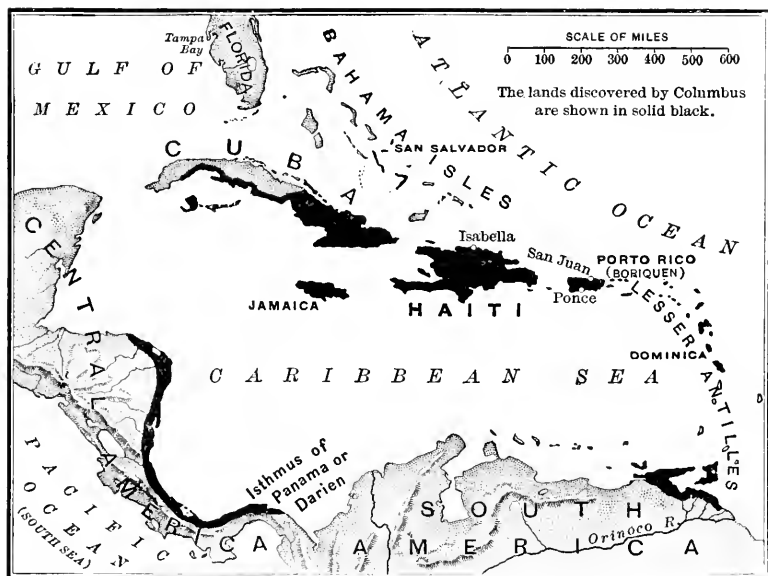 Tampa
Bay
FLORIDA
GULF OF
MEXICO
BAHAMA ISLES
ATLANTIC OCEAN
SCALE OF MILES
0 100 200 300 400 500 600
The lands discovered by Columbus
are shown in solid black.
CUBA
SAN SALVADOR
Isabella
San Juan
PORTO RICO
(BORIQUEN)
Ponce
JAMAICA
HAITI
LESSER ANTILLES
DOMINICA
CARIBBEAN SEA
CENTRAL AMERICA
Isthmus of
Panama or
Darien
PACIFIC
OCEAN
(SOUTH SEA)
SOUTH
AMERICA
Orinoco R.